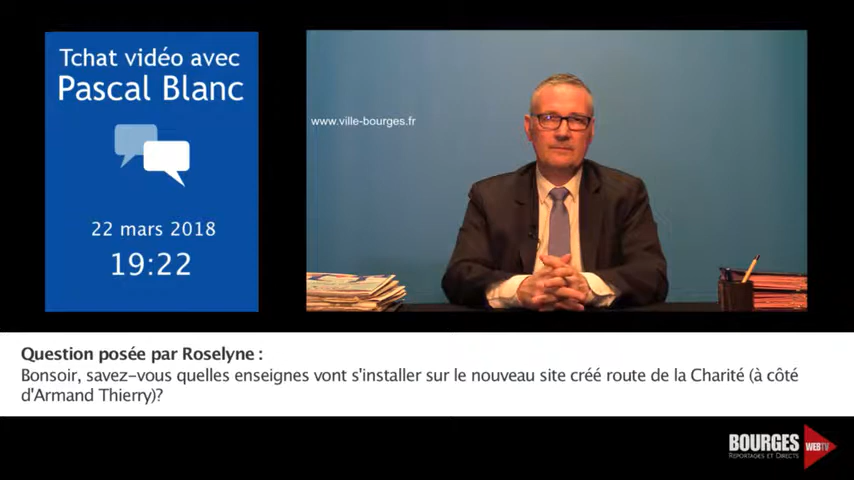 Tchat vidéo avec
Pascal Blanc
22 mars 2018
19:22
www.ville-bourges.fr
Question posée par Roselyne :
Bonsoir, savez-vous quelles enseignes vont s'installer sur le nouveau site créé route de la Charité (à côté
d'Armand Thierry)?
BOURGES
WEBTV
REPORTAGES ET DIRECTS